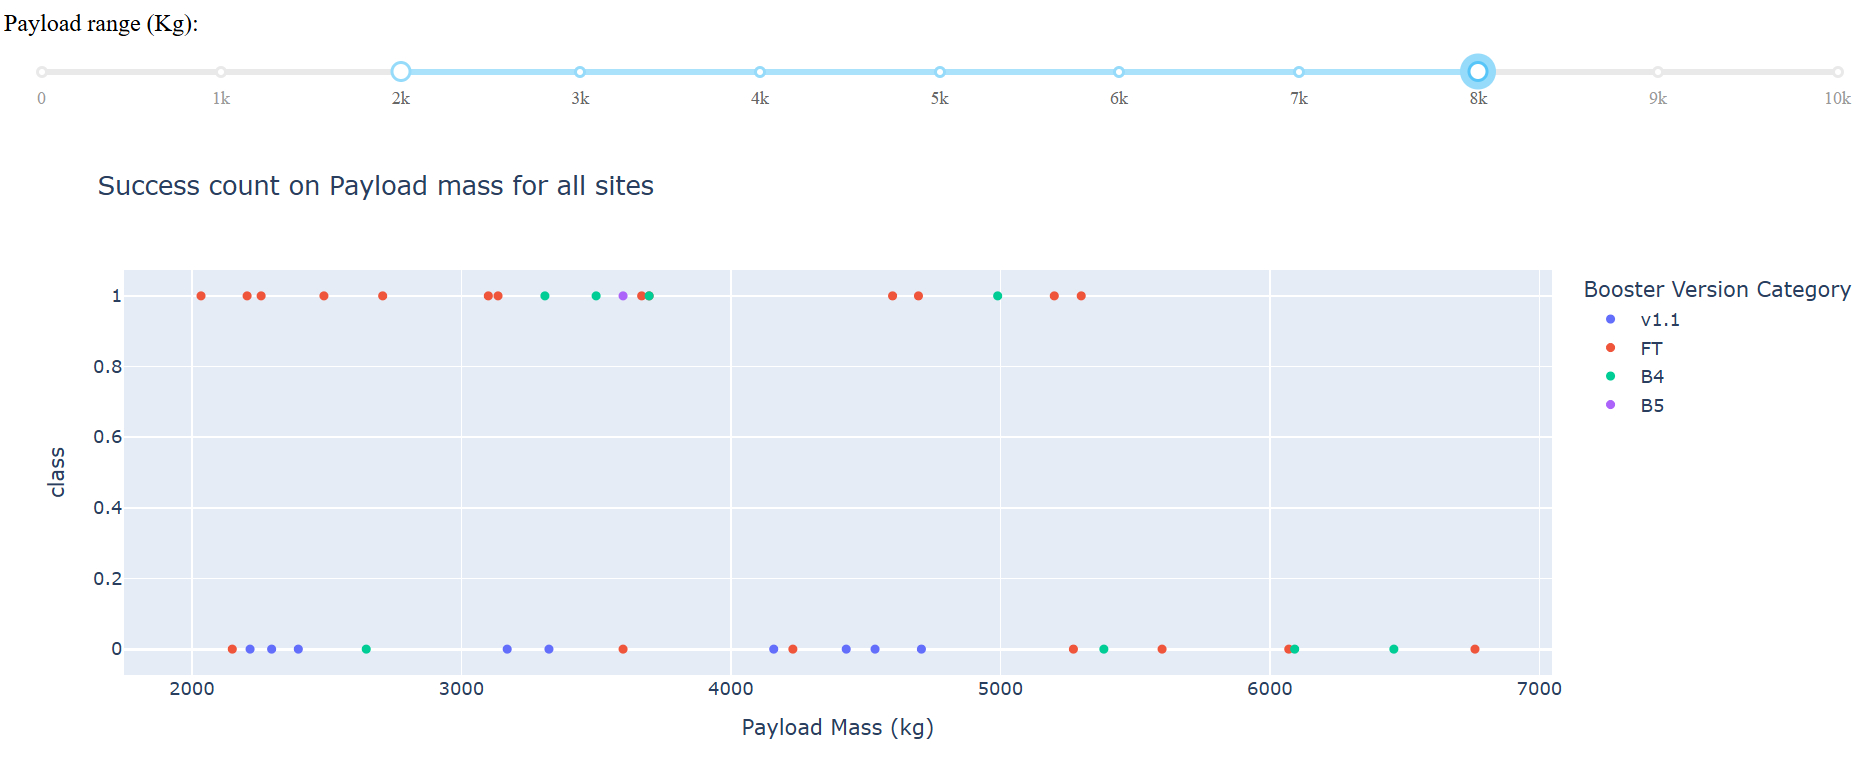 Payload range (Kg):
0 1k 2k 3k 4k 5k 6k 7k 8k 9k 10k
Success count on Payload mass for all sites
Booster Version Category
v1.1
FT
B4
B5
1
0.8
0.6
0.4
0.2
0
class
2000 3000 4000 5000 6000 7000
Payload Mass (kg)